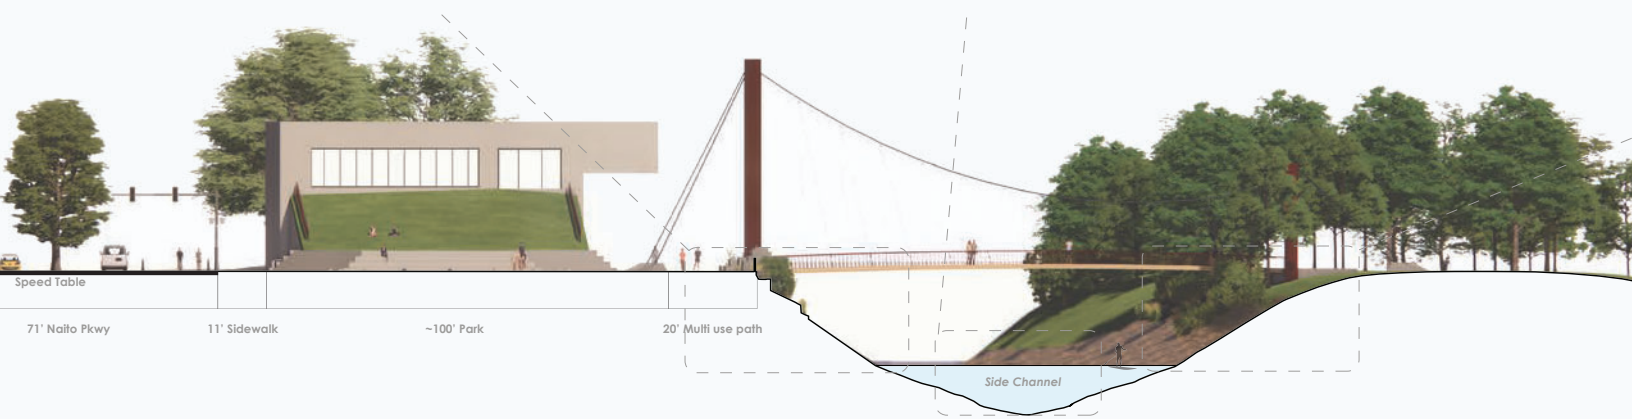 Speed Table
71' Naito Pkwy
11' Sidewalk
~100' Park
20' Multi use path
Side Channel